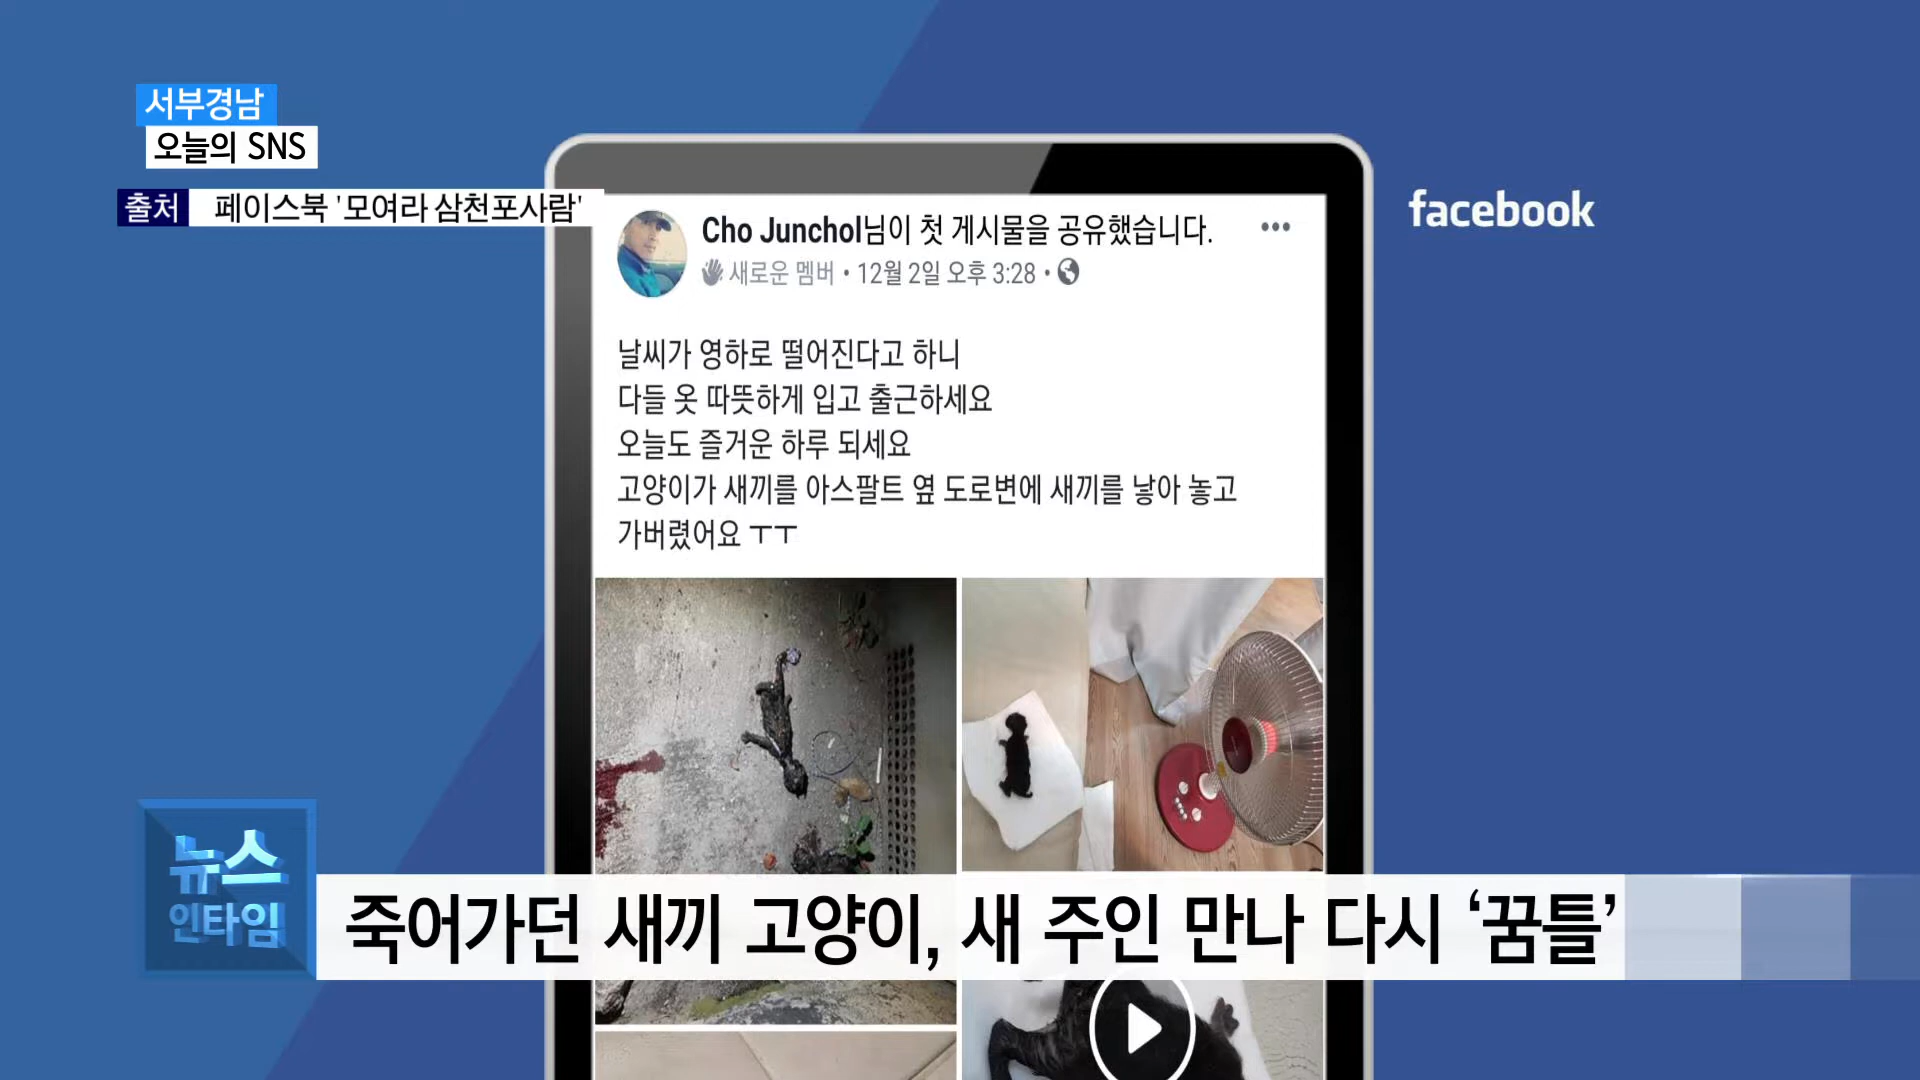 서부경남
오늘의 SNS
출처 페이스북 '모여라 삼천포사람'
facebook
Cho Junchol님이 첫 게시물을 공유했습니다.
새로운 멤버 • 12월 2일 오후 3:28 •
날씨가 영하로 떨어진다고 하니
다들 옷 따뜻하게 입고 출근하세요
오늘도 즐거운 하루 되세요
고양이가 새끼를 아스팔트 옆 도로변에 새끼를 낳아 놓고
가버렸어요 ㅜㅜ
뉴스
인타임
죽어가던 새끼 고양이, 새 주인 만나 다시 ‘꿈틀’